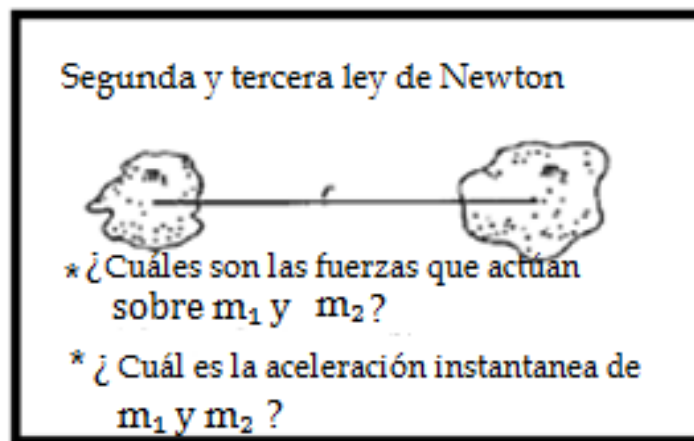 Segunda y tercera ley de Newton
m₁ r m₂
* ¿Cuáles son las fuerzas que actúan
sobre m₁ y m₂?
* ¿ Cuál es la aceleración instantanea de
m₁ y m₂ ?